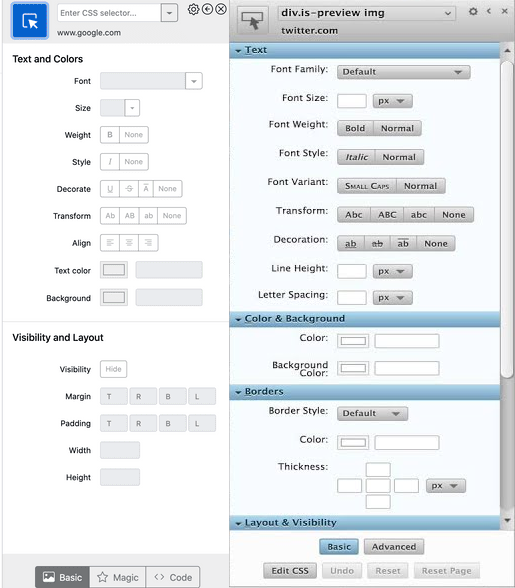 Enter CSS selector...
www.google.com
Text and Colors
Font
Size
Weight B None
Style I None
Decorate U S A None
Transform Ab AB ab None
Align
Text color
Background
Visibility and Layout
Visibility Hide
Margin T R B L
Padding T R B L
Width
Height
Basic Magic <> Code
div.is-preview img
twitter.com
Text
Font Family: Default
Font Size: px
Font Weight: Bold Normal
Font Style: Italic Normal
Font Variant: Small Caps Normal
Transform: Abc ABC abc None
Decoration: ab ab ab None
Line Height: px
Letter Spacing: px
Color & Background
Color:
Background
Color:
Borders
Border Style: Default
Color:
Thickness:
px
Layout & Visibility
Basic Advanced
Edit CSS Undo Reset Reset Page